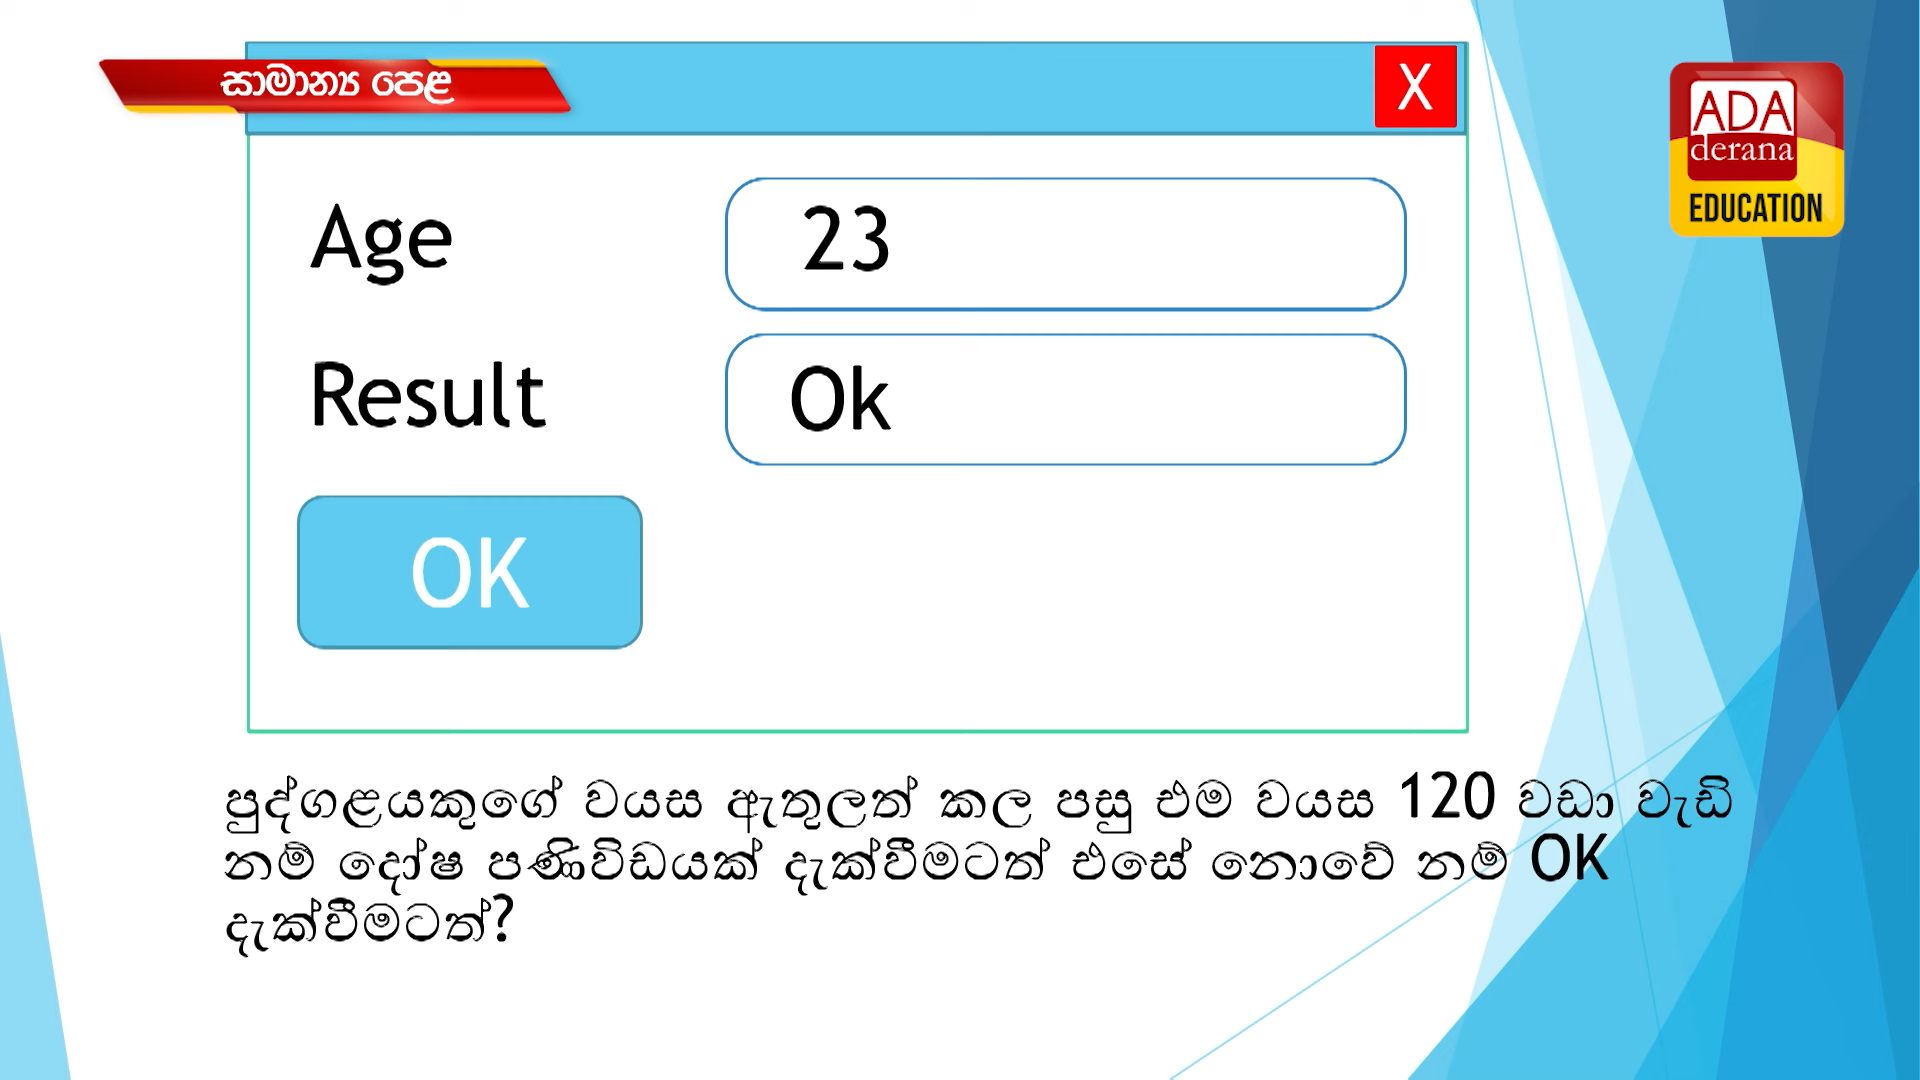 සාමාන්‍ය පෙළ
X
ADA
derana
EDUCATION
Age
23
Result
Ok
OK
පුද්ගළයකුගේ වයස ඇතුලත් කල පසු එම වයස 120 වඩා වැඩි
නම් දෝෂ පණිවිඩයක් දැක්වීමටත් එසේ නොවේ නම් OK
දැක්වීමටත්?